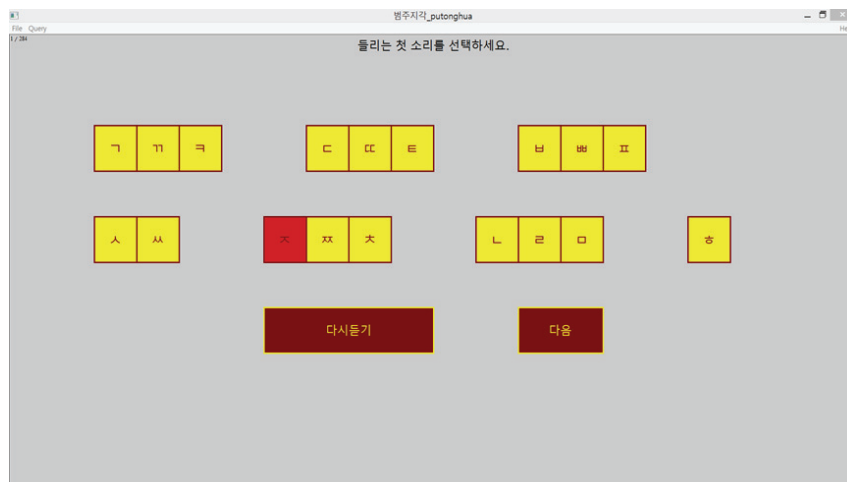 범주지각_putonghua
File Query He
1 / 284
들리는 첫 소리를 선택하세요.
ㄱ ㄲ ㅋ ㄷ ㄸ ㅌ ㅂ ㅃ ㅍ
ㅅ ㅆ ㅈ ㅉ ㅊ ㄴ ㄹ ㅁ ㅎ
다시듣기 다음